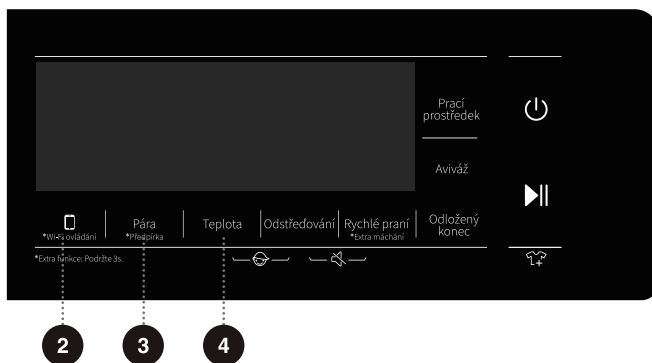 Prací
prostředek
Aviváž
*Wi-Fi ovládání
Pára
*Předpírka
Teplota
Odstřeďování
Rychlé praní
*Extra máchání
Odložený
konec
*Extra funkce: Podržte 3s.
2
3
4